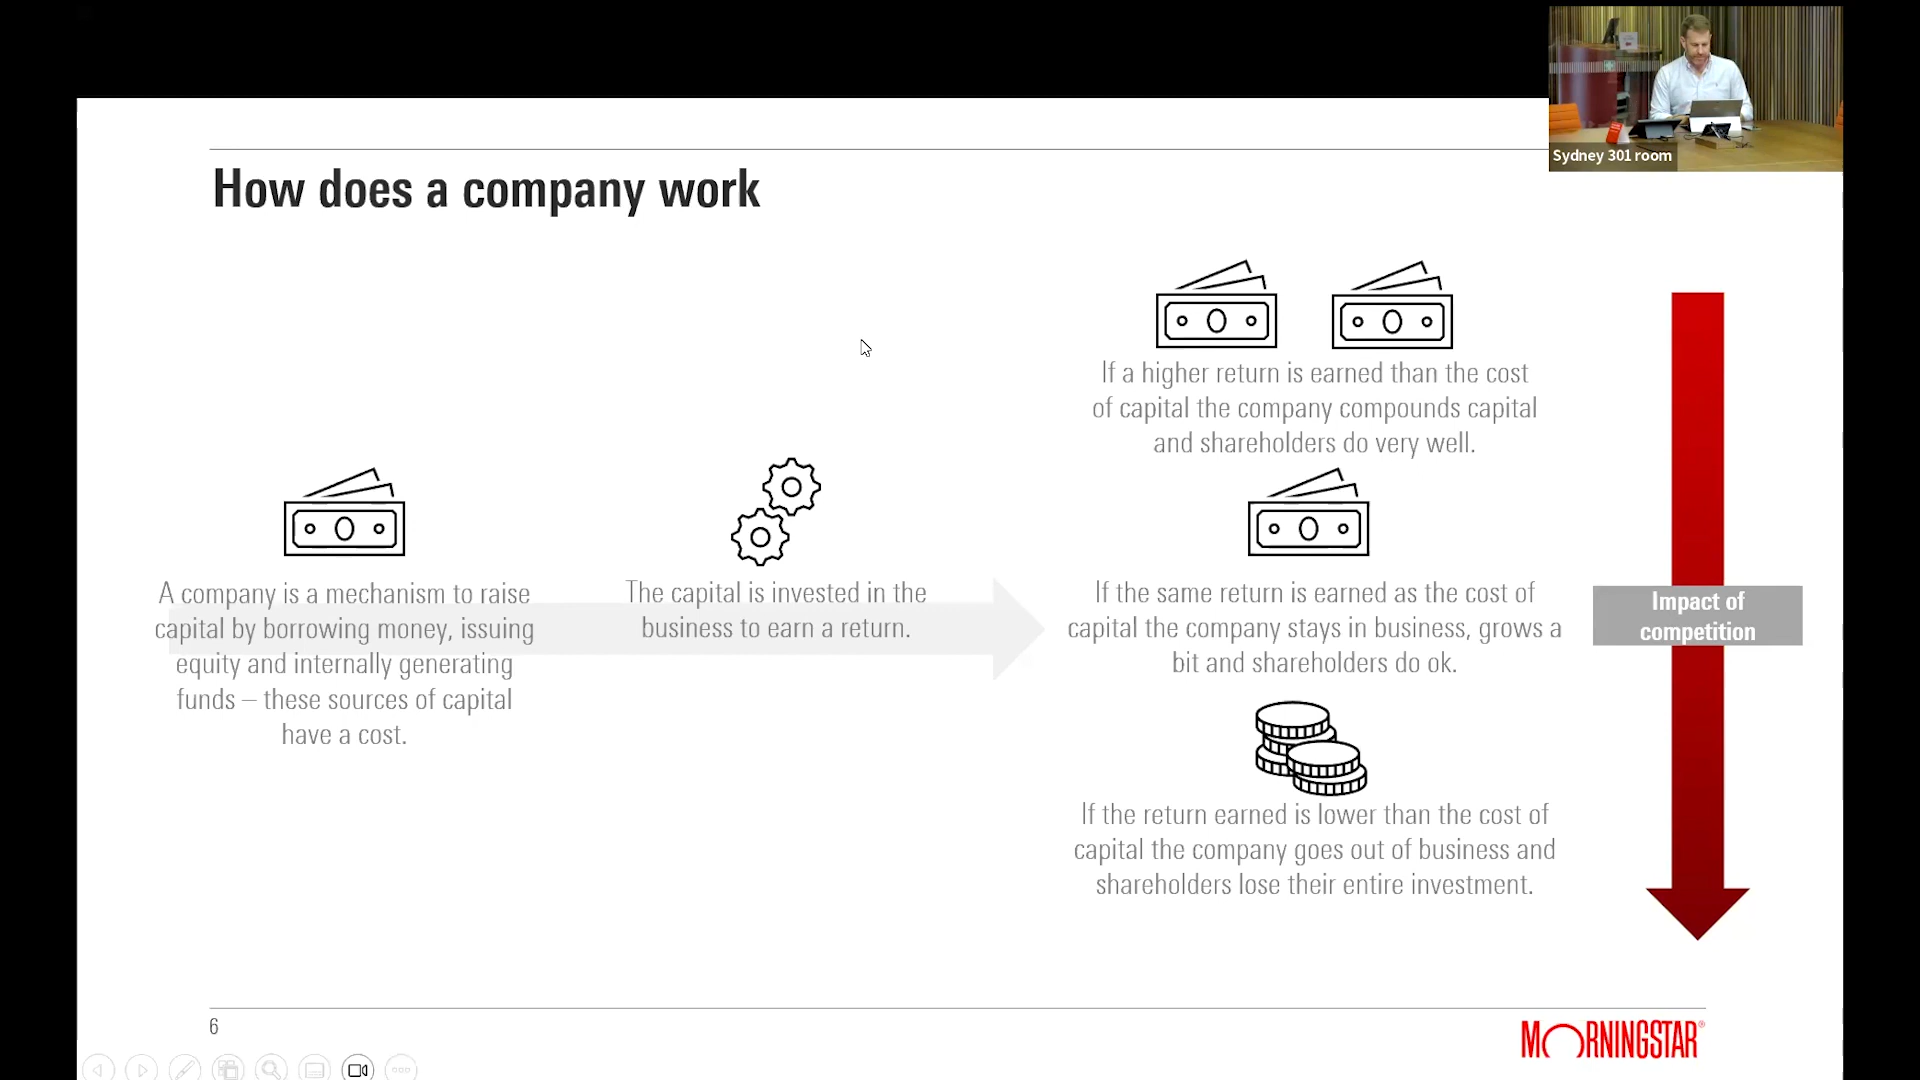 Sydney 301 room
How does a company work
If a higher return is earned than the cost
of capital the company compounds capital
and shareholders do very well.
A company is a mechanism to raise
capital by borrowing money, issuing
equity and internally generating
funds – these sources of capital
have a cost.
The capital is invested in the
business to earn a return.
If the same return is earned as the cost of
capital the company stays in business, grows a
bit and shareholders do ok.
Impact of
competition
If the return earned is lower than the cost of
capital the company goes out of business and
shareholders lose their entire investment.
6
MORNINGSTAR®